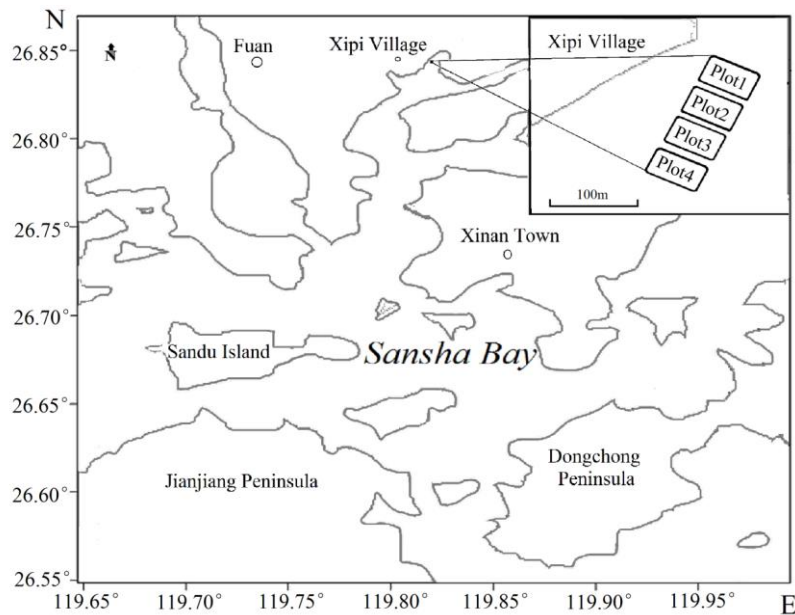 N
26.85°
N
Fuan
Xipi Village
Xipi Village
Plot1
Plot2
Plot3
Plot4
100m
26.80°
26.75°
Xinan Town
26.70°
Sandu Island
Sansha Bay
26.65°
Jianjiang Peninsula
Dongchong
Peninsula
26.60°
26.55°
119.65° 119.70° 119.75° 119.80° 119.85° 119.90° 119.95° E